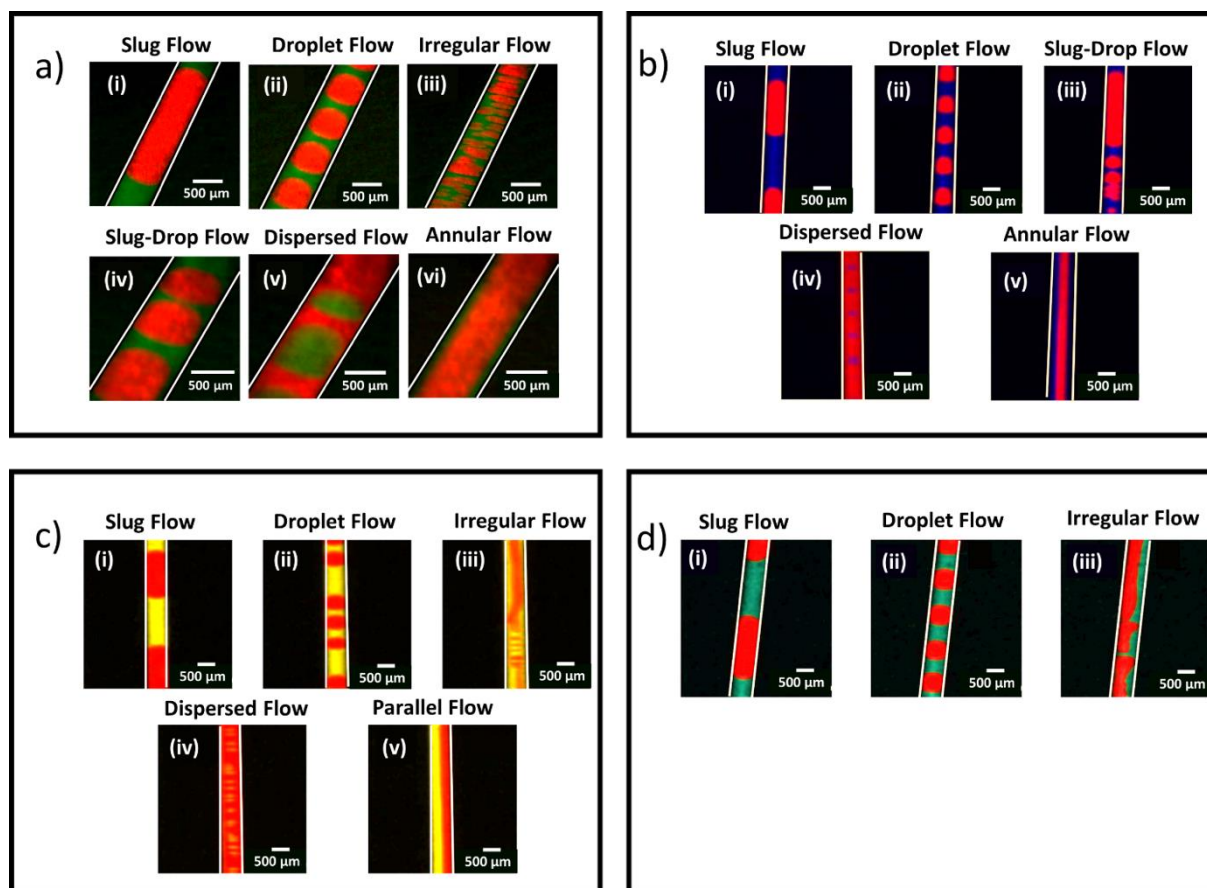 a)
Slug Flow
(i)
500 µm
Droplet Flow
(ii)
500 µm
Irregular Flow
(iii)
500 µm
Slug-Drop Flow
(iv)
500 µm
Dispersed Flow
(v)
500 µm
Annular Flow
(vi)
500 µm
b)
Slug Flow
(i)
500 µm
Droplet Flow
(ii)
500 µm
Slug-Drop Flow
(iii)
500 µm
Dispersed Flow
(iv)
500 µm
Annular Flow
(v)
500 µm
c)
Slug Flow
(i)
500 µm
Droplet Flow
(ii)
500 µm
Irregular Flow
(iii)
500 µm
Dispersed Flow
(iv)
500 µm
Parallel Flow
(v)
500 µm
d)
Slug Flow
(i)
500 µm
Droplet Flow
(ii)
500 µm
Irregular Flow
(iii)
500 µm